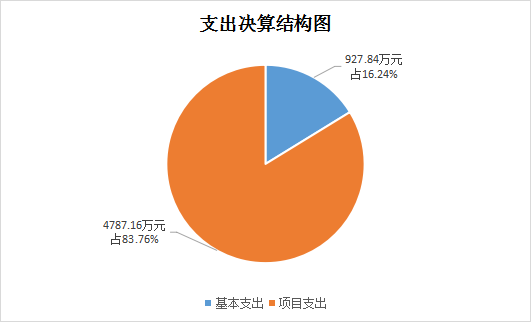 支出决算结构图
927.84万元
占16.24%
4787.16万元
占83.76%
基本支出 项目支出